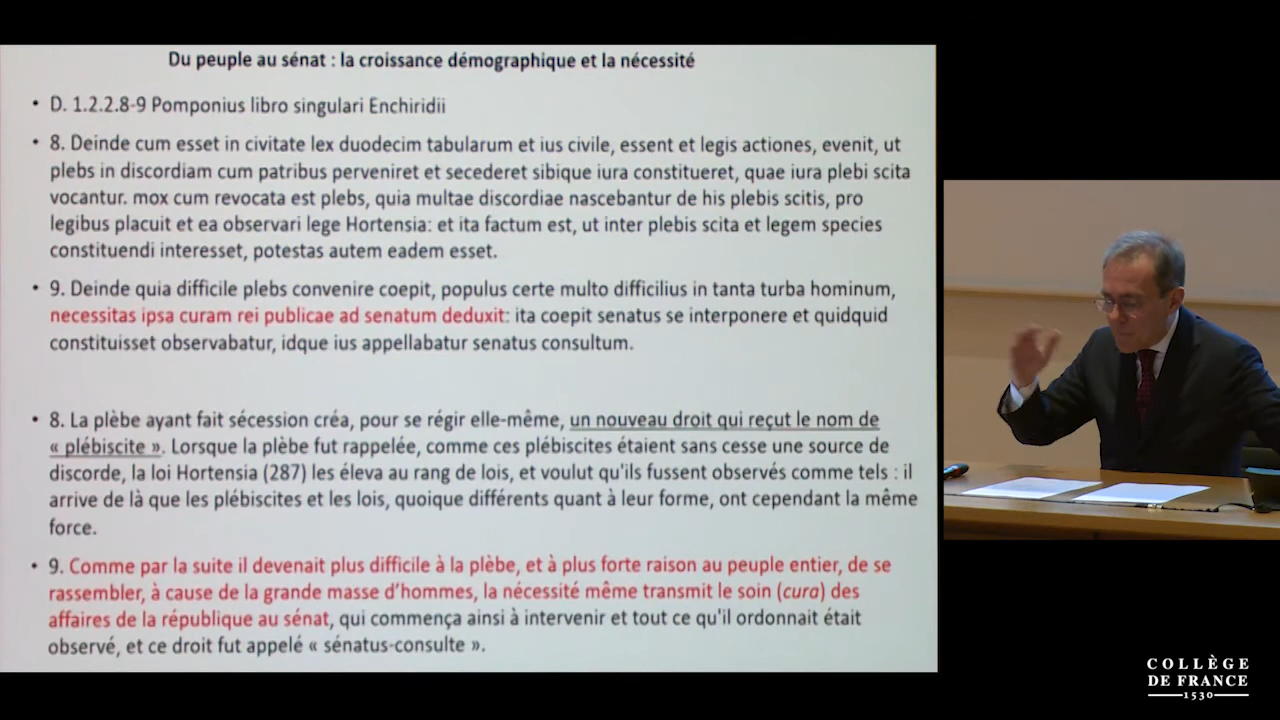 Du peuple au sénat : la croissance démographique et la nécessité
• D. 1.2.2.8-9 Pomponius libro singulari Enchiridii
• 8. Deinde cum esset in civitate lex duodecim tabularum et ius civile, essent et legis actiones, evenit, ut
plebs in discordiam cum patribus perveniret et secederet sibique iura constitueret, quae iura plebi scita
vocantur. mox cum revocata est plebs, quia multae discordiae nascebantur de his plebis scitis, pro
legibus placuit et ea observari lege Hortensia: et ita factum est, ut inter plebis scita et legem species
constituendi interesset, potestas autem eadem esset.
• 9. Deinde quia difficile plebs convenire coepit, populus certe multo difficilius in tanta turba hominum,
necessitas ipsa curam rei publicae ad senatum deduxit: ita coepit senatus se interponere et quidquid
constituisset observabatur, idque ius appellabatur senatus consultum.
• 8. La plèbe ayant fait sécession créa, pour se régir elle-même, un nouveau droit qui reçut le nom de
« plébiscite ». Lorsque la plèbe fut rappelée, comme ces plébiscites étaient sans cesse une source de
discorde, la loi Hortensia (287) les éleva au rang de lois, et voulut qu'ils fussent observés comme tels : il
arrive de là que les plébiscites et les lois, quoique différents quant à leur forme, ont cependant la même
force.
• 9. Comme par la suite il devenait plus difficile à la plèbe, et à plus forte raison au peuple entier, de se
rassembler, à cause de la grande masse d'hommes, la nécessité même transmit le soin (cura) des
affaires de la république au sénat, qui commença ainsi à intervenir et tout ce qu'il ordonnait était
observé, et ce droit fut appelé « sénatus-consulte ».
COLLÈGE
DE FRANCE
1530